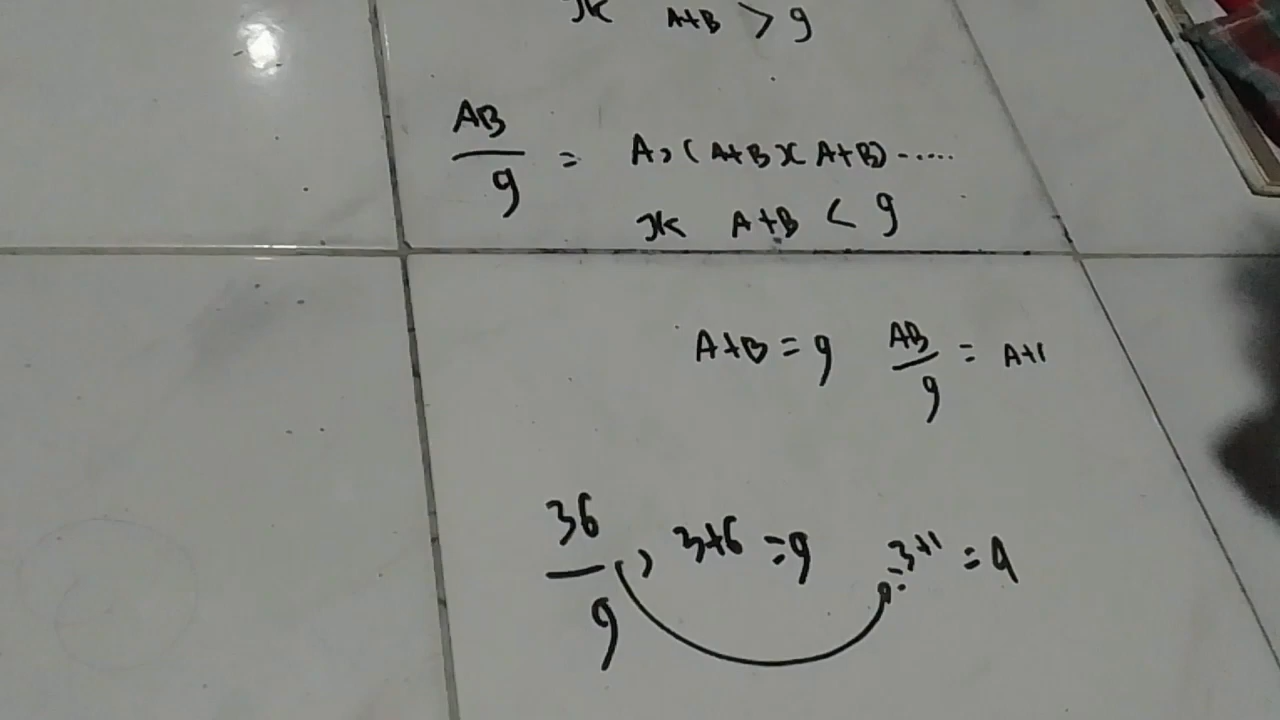 JK A+B > 9
AB/9 = A,(A+B)(A+B).....
JK A+B < 9
A+B = 9 AB/9 = A+1
36/9, 3+6 = 9 = 3+1 = 4